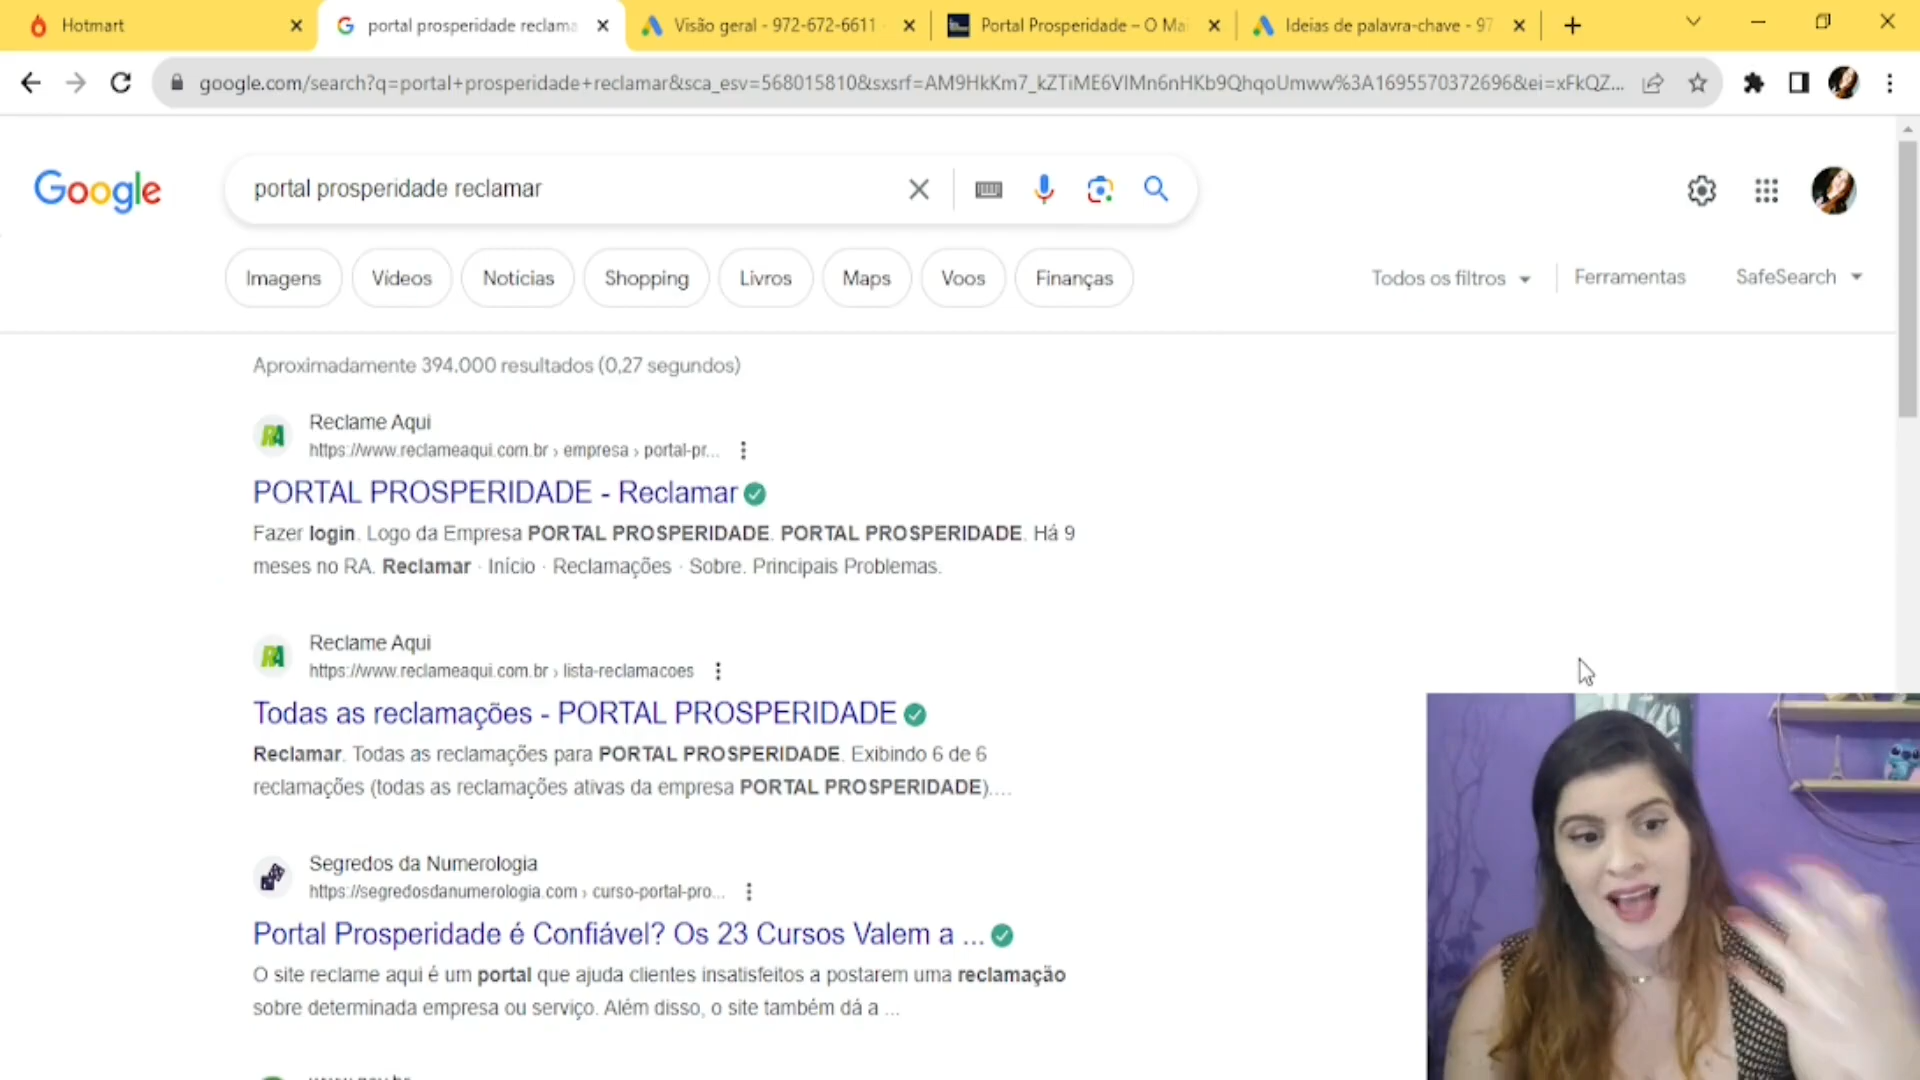 Hotmart
portal prosperidade reclama
Visão geral - 972-672-6611
Portal Prosperidade – O Mai
Ideias de palavra-chave - 97
google.com/search?q=portal+prosperidade+reclamar&sca_esv=568015810&sxsrf=AM9HkKm7_kZTiME6VIMn6nHKb9QhqoUmww%3A1695570372696&ei=xFkQZ...
Google
portal prosperidade reclamar
Imagens
Vídeos
Notícias
Shopping
Livros
Maps
Voos
Finanças
Todos os filtros
Ferramentas
SafeSearch
Aproximadamente 394.000 resultados (0,27 segundos)
RA
Reclame Aqui
https://www.reclameaqui.com.br › empresa › portal-pr...
PORTAL PROSPERIDADE - Reclamar
Fazer login. Logo da Empresa PORTAL PROSPERIDADE. PORTAL PROSPERIDADE. Há 9
meses no RA. Reclamar · Início · Reclamações · Sobre. Principais Problemas.
RA
Reclame Aqui
https://www.reclameaqui.com.br › lista-reclamacoes
Todas as reclamações - PORTAL PROSPERIDADE
Reclamar. Todas as reclamações para PORTAL PROSPERIDADE. Exibindo 6 de 6
reclamações (todas as reclamações ativas da empresa PORTAL PROSPERIDADE)....
Segredos da Numerologia
https://segredosdanumerologia.com › curso-portal-pro...
Portal Prosperidade é Confiável? Os 23 Cursos Valem a ...
O site reclame aqui é um portal que ajuda clientes insatisfeitos a postarem uma reclamação
sobre determinada empresa ou serviço. Além disso, o site também dá a ...